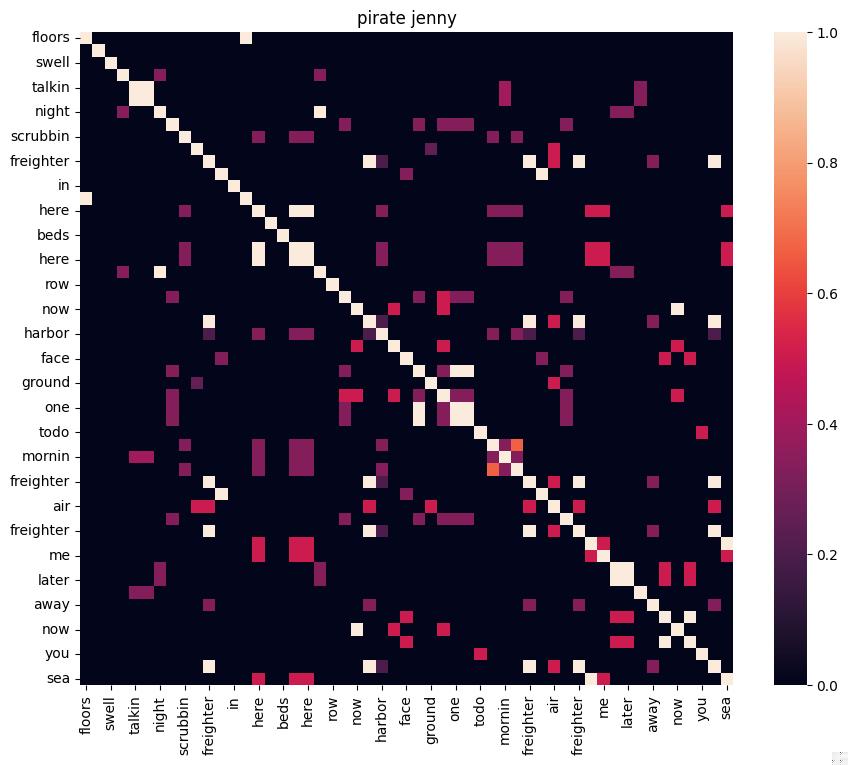 pirate jenny
floors
swell
talkin
night
scrubbin
freighter
in
here
beds
here
row
now
harbor
face
ground
one
todo
mornin
freighter
air
freighter
me
later
away
now
you
sea
1.0
0.8
0.6
0.4
0.2
0.0
floors
swell
talkin
night
scrubbin
freighter
in
here
beds
here
row
now
harbor
face
ground
one
todo
mornin
freighter
air
freighter
me
later
away
now
you
sea